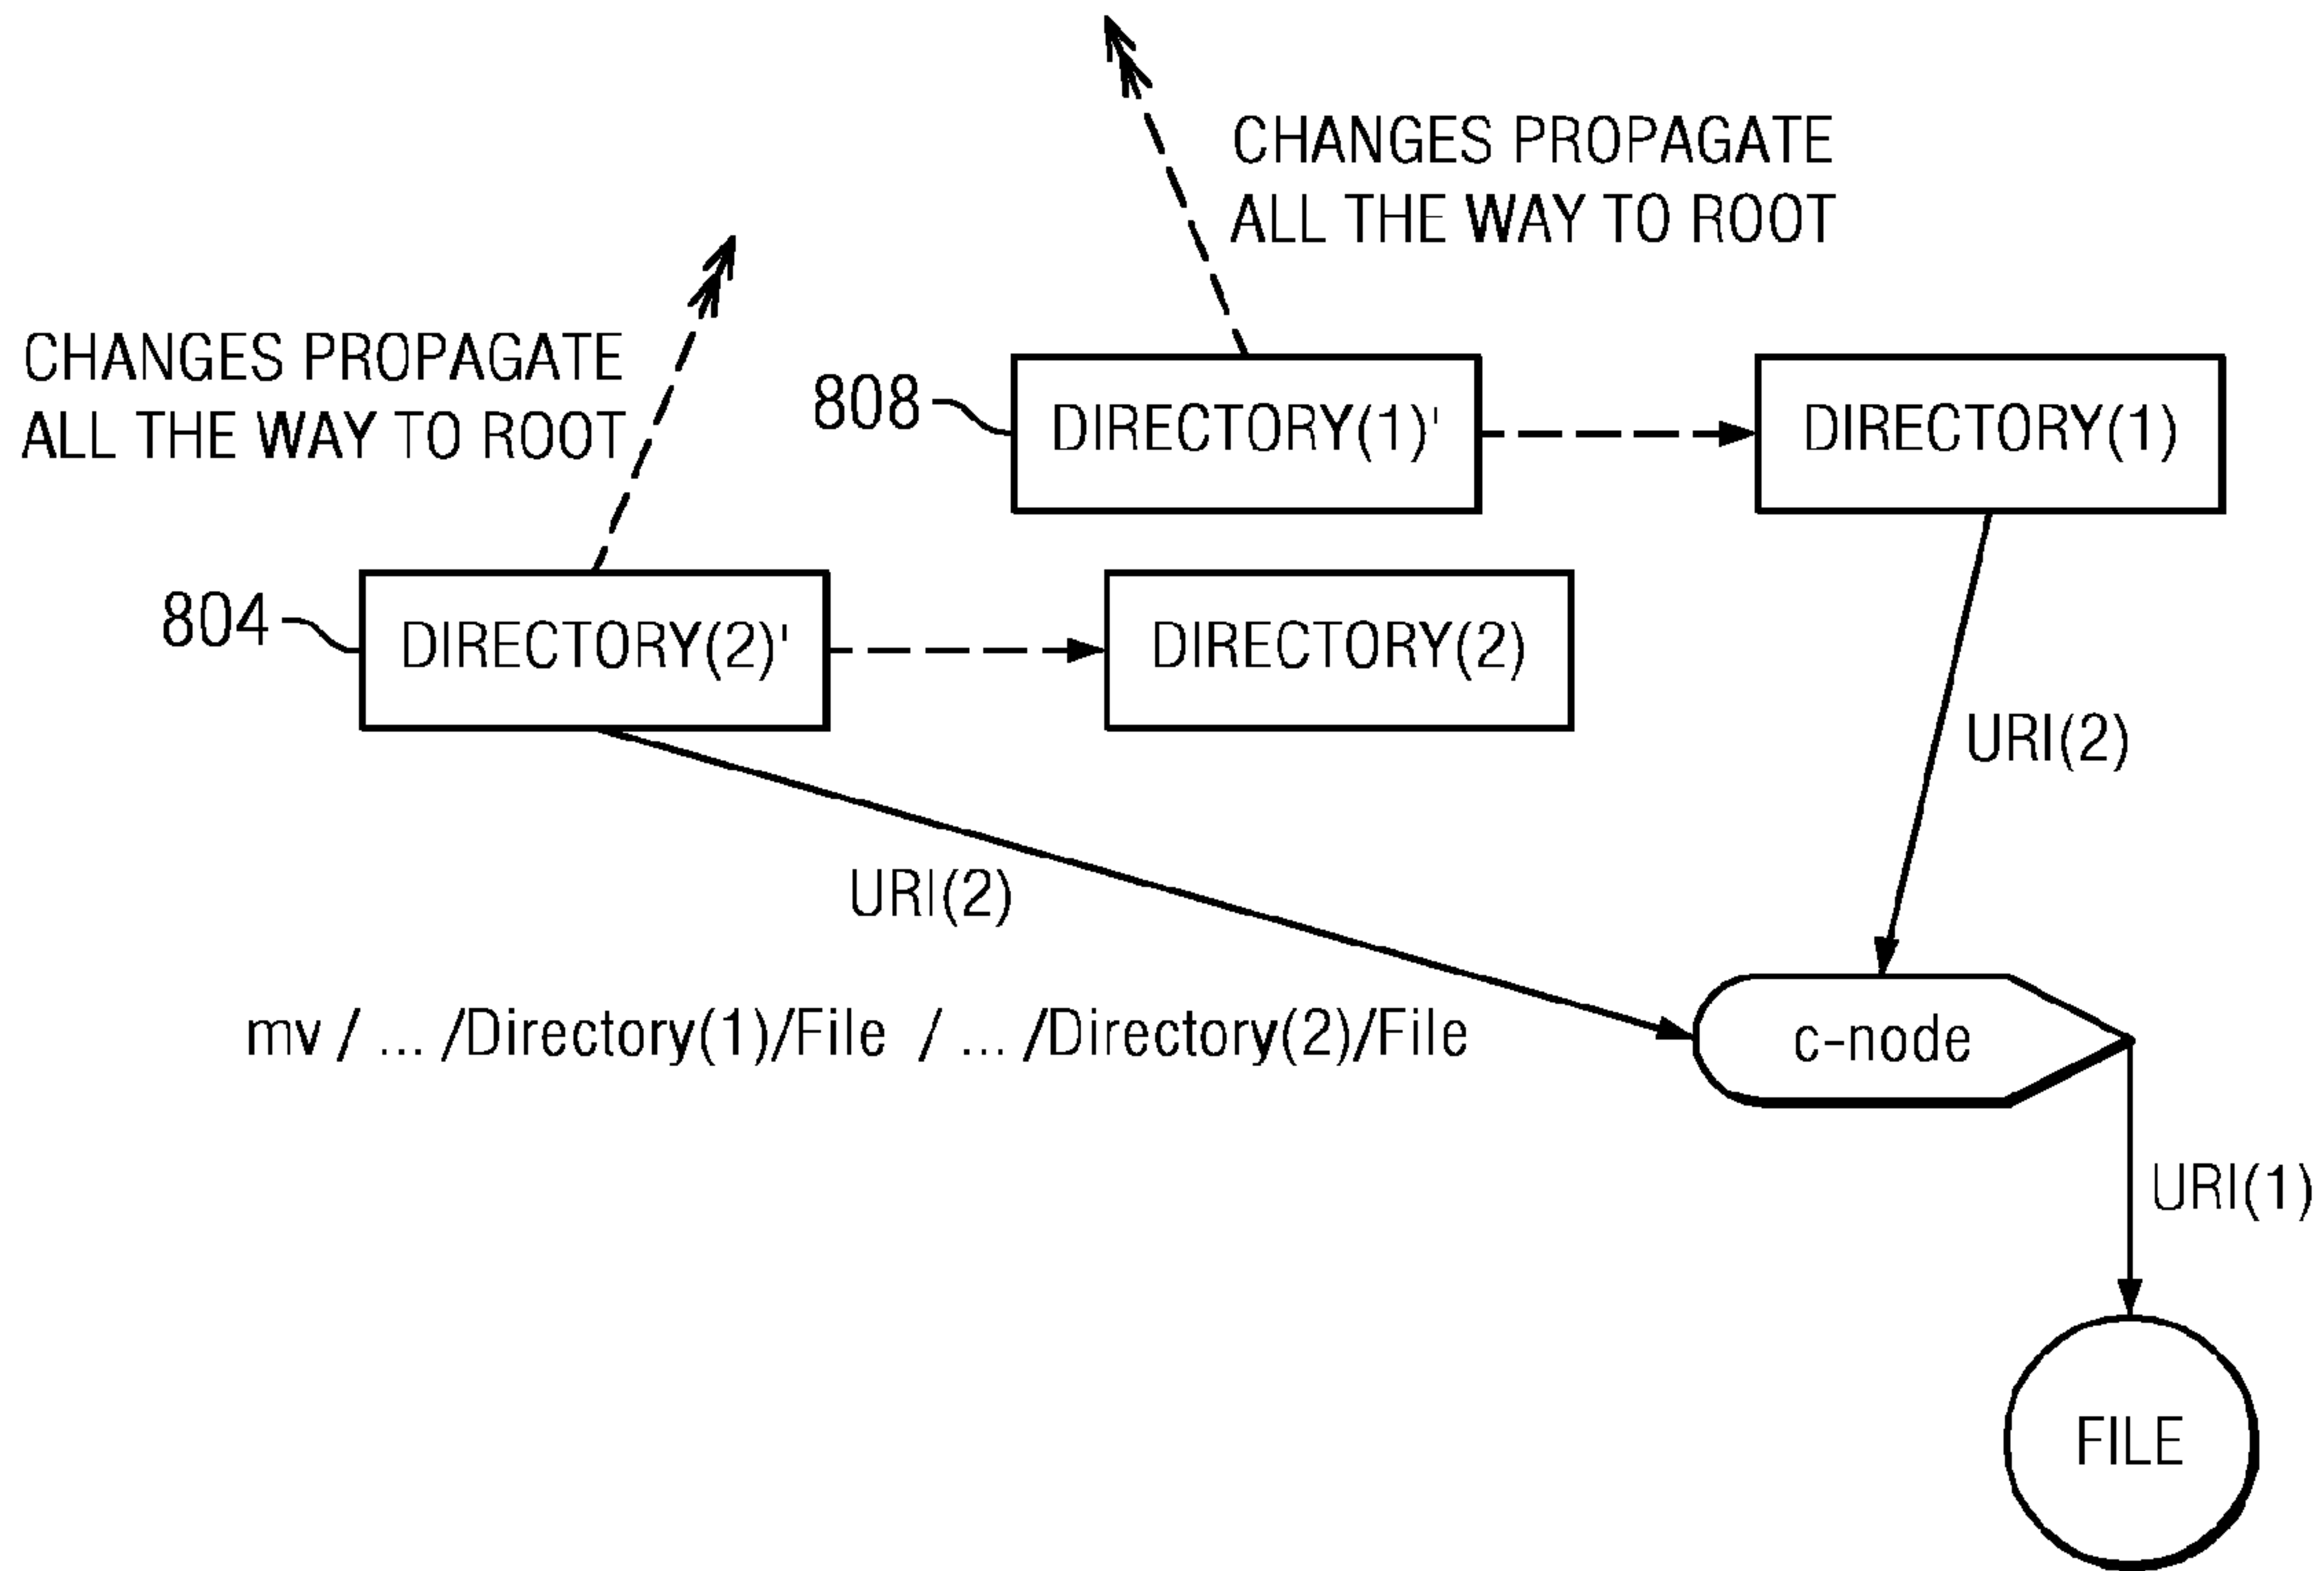 CHANGES PROPAGATE
ALL THE WAY TO ROOT
CHANGES PROPAGATE
ALL THE WAY TO ROOT
808
DIRECTORY(1)'
DIRECTORY(1)
804
DIRECTORY(2)'
DIRECTORY(2)
URI(2)
URI(2)
mv / ... /Directory(1)/File / ... /Directory(2)/File
c-node
URI(1)
FILE